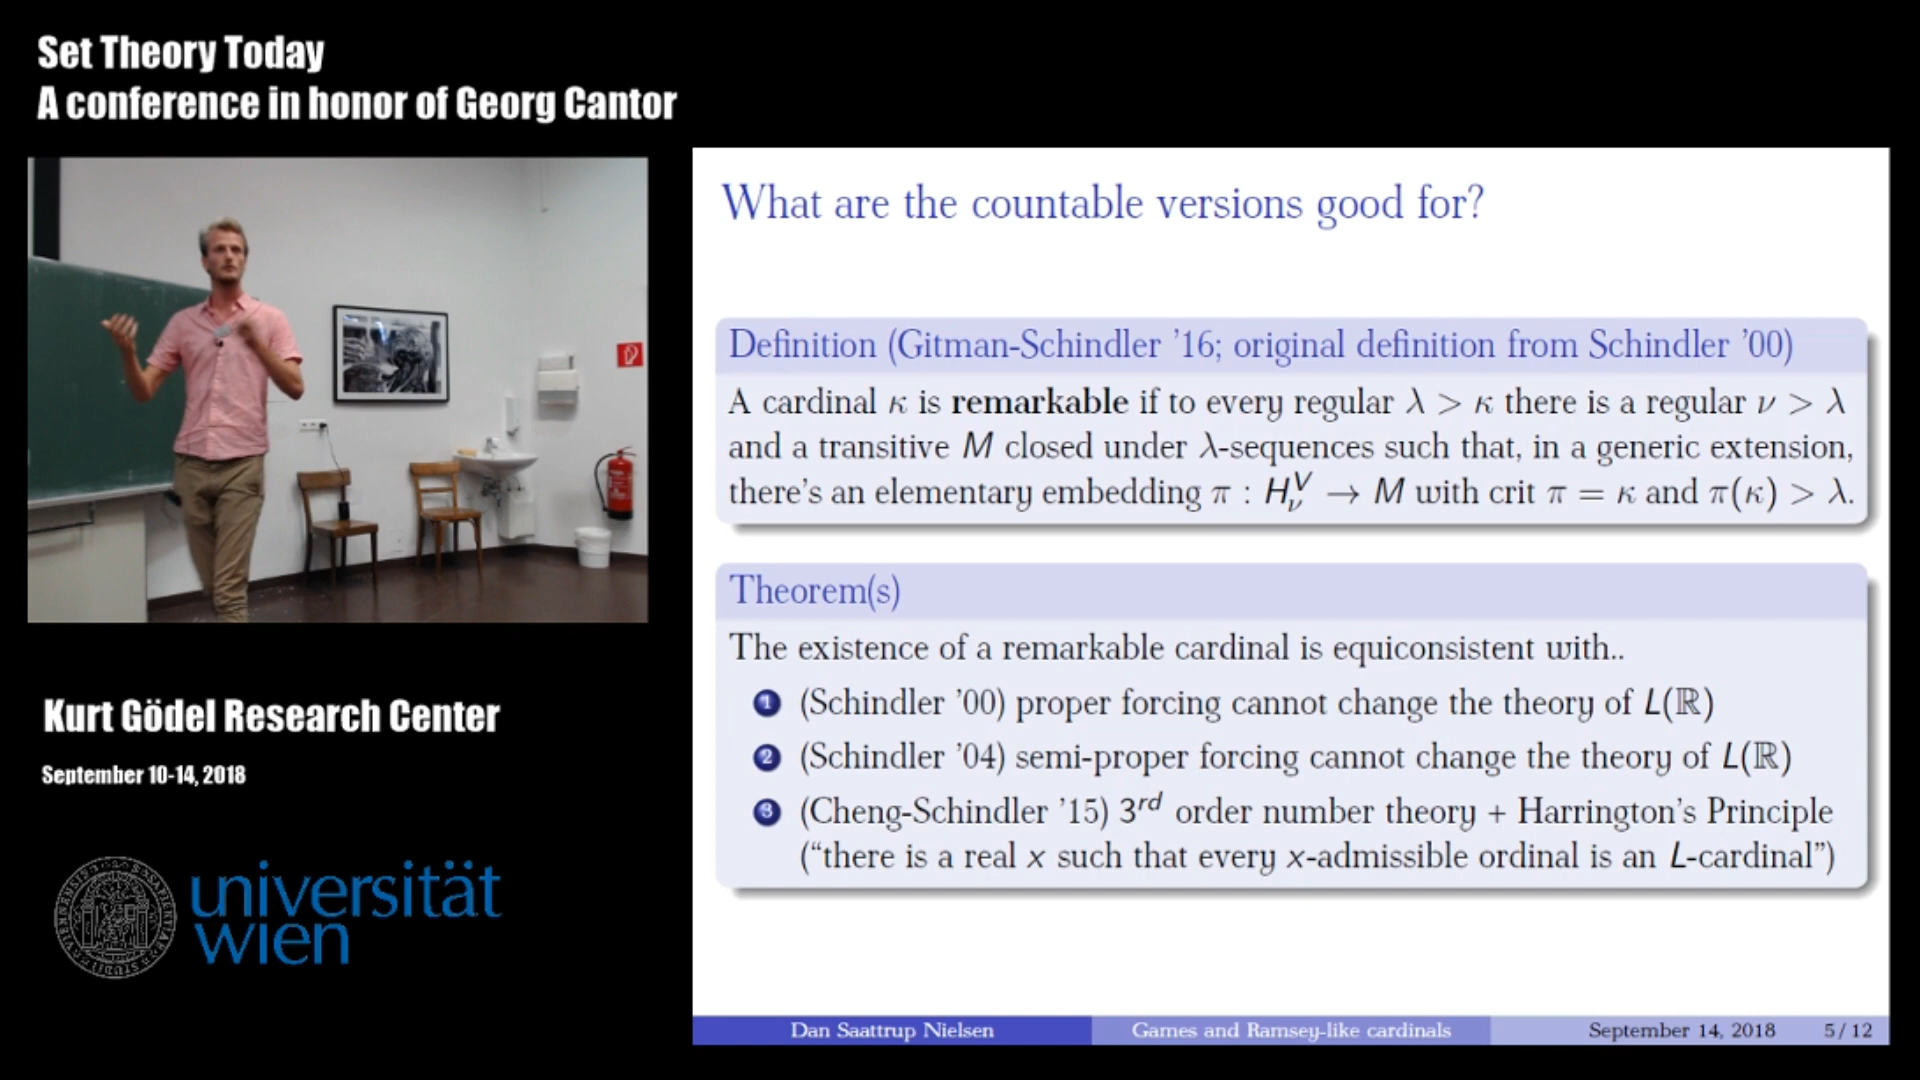 Set Theory Today
A conference in honor of Georg Cantor
What are the countable versions good for?
Definition (Gitman-Schindler '16; original definition from Schindler '00)
A cardinal κ is remarkable if to every regular λ > κ there is a regular ν > λ
and a transitive M closed under λ-sequences such that, in a generic extension,
there's an elementary embedding π : H_ν^V → M with crit π = κ and π(κ) > λ.
Theorem(s)
The existence of a remarkable cardinal is equiconsistent with..
1 (Schindler '00) proper forcing cannot change the theory of L(ℝ)
2 (Schindler '04) semi-proper forcing cannot change the theory of L(ℝ)
3 (Cheng-Schindler '15) 3rd order number theory + Harrington's Principle
("there is a real x such that every x-admissible ordinal is an L-cardinal")
Kurt Gödel Research Center
September 10-14, 2018
universität
wien
Dan Saattrup Nielsen Games and Ramsey-like cardinals September 14, 2018 5 / 12